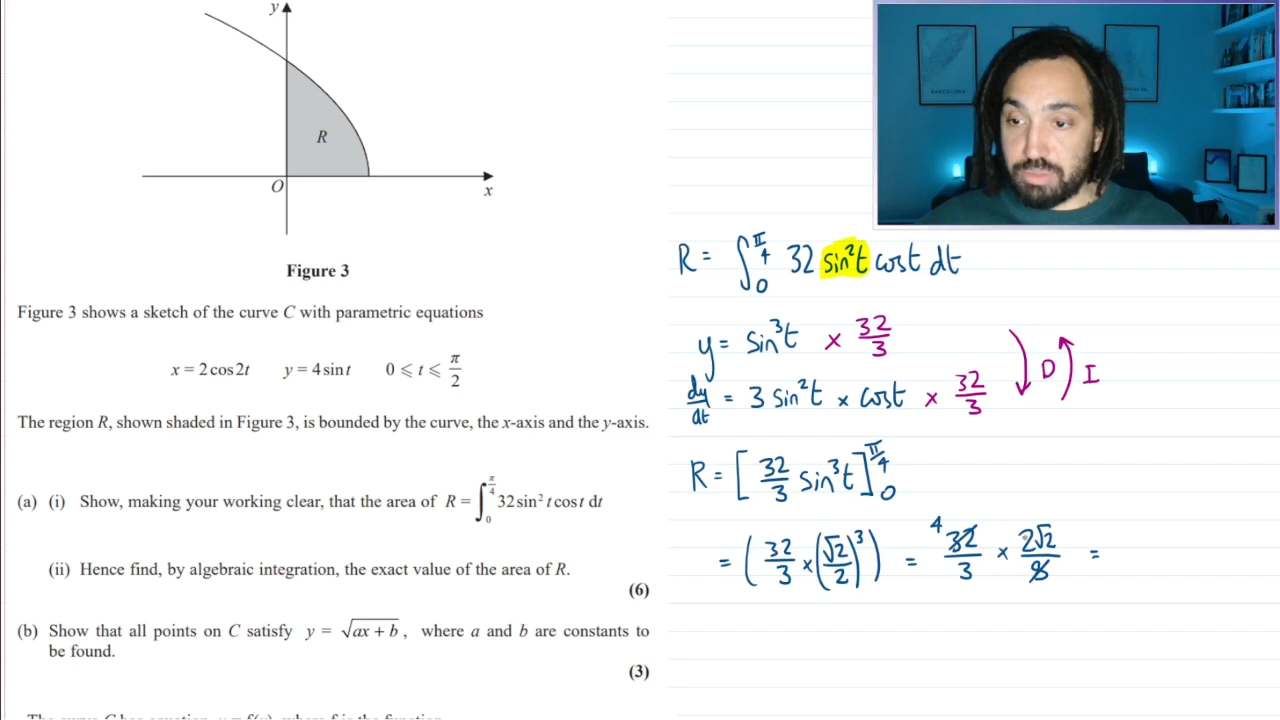 y
R
O
x
Figure 3
Figure 3 shows a sketch of the curve C with parametric equations
x = 2 cos 2t y = 4 sin t 0 ⩽ t ⩽ π/2
The region R, shown shaded in Figure 3, is bounded by the curve, the x-axis and the y-axis.
(a) (i) Show, making your working clear, that the area of R = ∫₀^(π/4) 32 sin² t cos t dt
(ii) Hence find, by algebraic integration, the exact value of the area of R.
(6)
(b) Show that all points on C satisfy y = √(ax + b), where a and b are constants to
be found.
(3)
BARCELONA
R = ∫₀^(π/4) 32 sin²t cost dt
y = sin³t × 32/3
dy/dt = 3 sin²t × cost × 32/3
D I
R = [32/3 sin³t]₀^(π/4)
= (32/3 × (√2/2)³) = 4 32/3 × 2√2/8 =